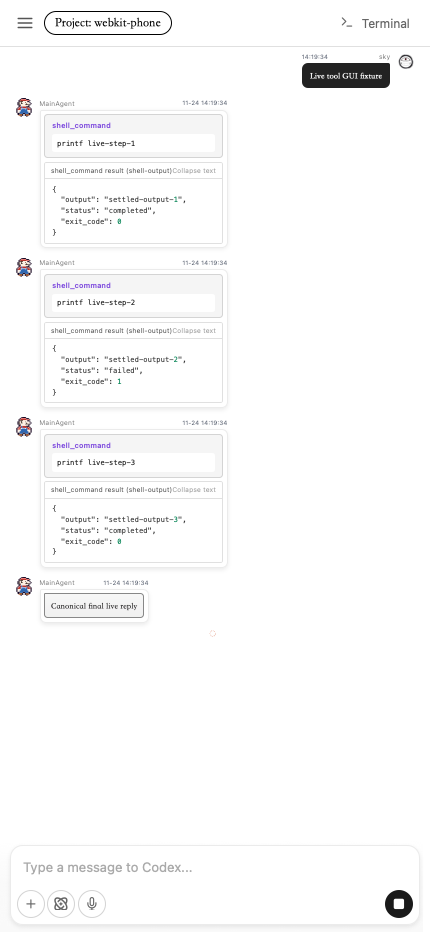 Project: webkit-phone
Terminal
14:19:34 sky
Live tool GUI fixture
MainAgent 11-24 14:19:34
shell_command
printf live-step-1
shell_command result (shell-output)Collapse text
{
"output": "settled-output-1",
"status": "completed",
"exit_code": 0
}
MainAgent 11-24 14:19:34
shell_command
printf live-step-2
shell_command result (shell-output)Collapse text
{
"output": "settled-output-2",
"status": "failed",
"exit_code": 1
}
MainAgent 11-24 14:19:34
shell_command
printf live-step-3
shell_command result (shell-output)Collapse text
{
"output": "settled-output-3",
"status": "completed",
"exit_code": 0
}
MainAgent 11-24 14:19:34
Canonical final live reply
Type a message to Codex...